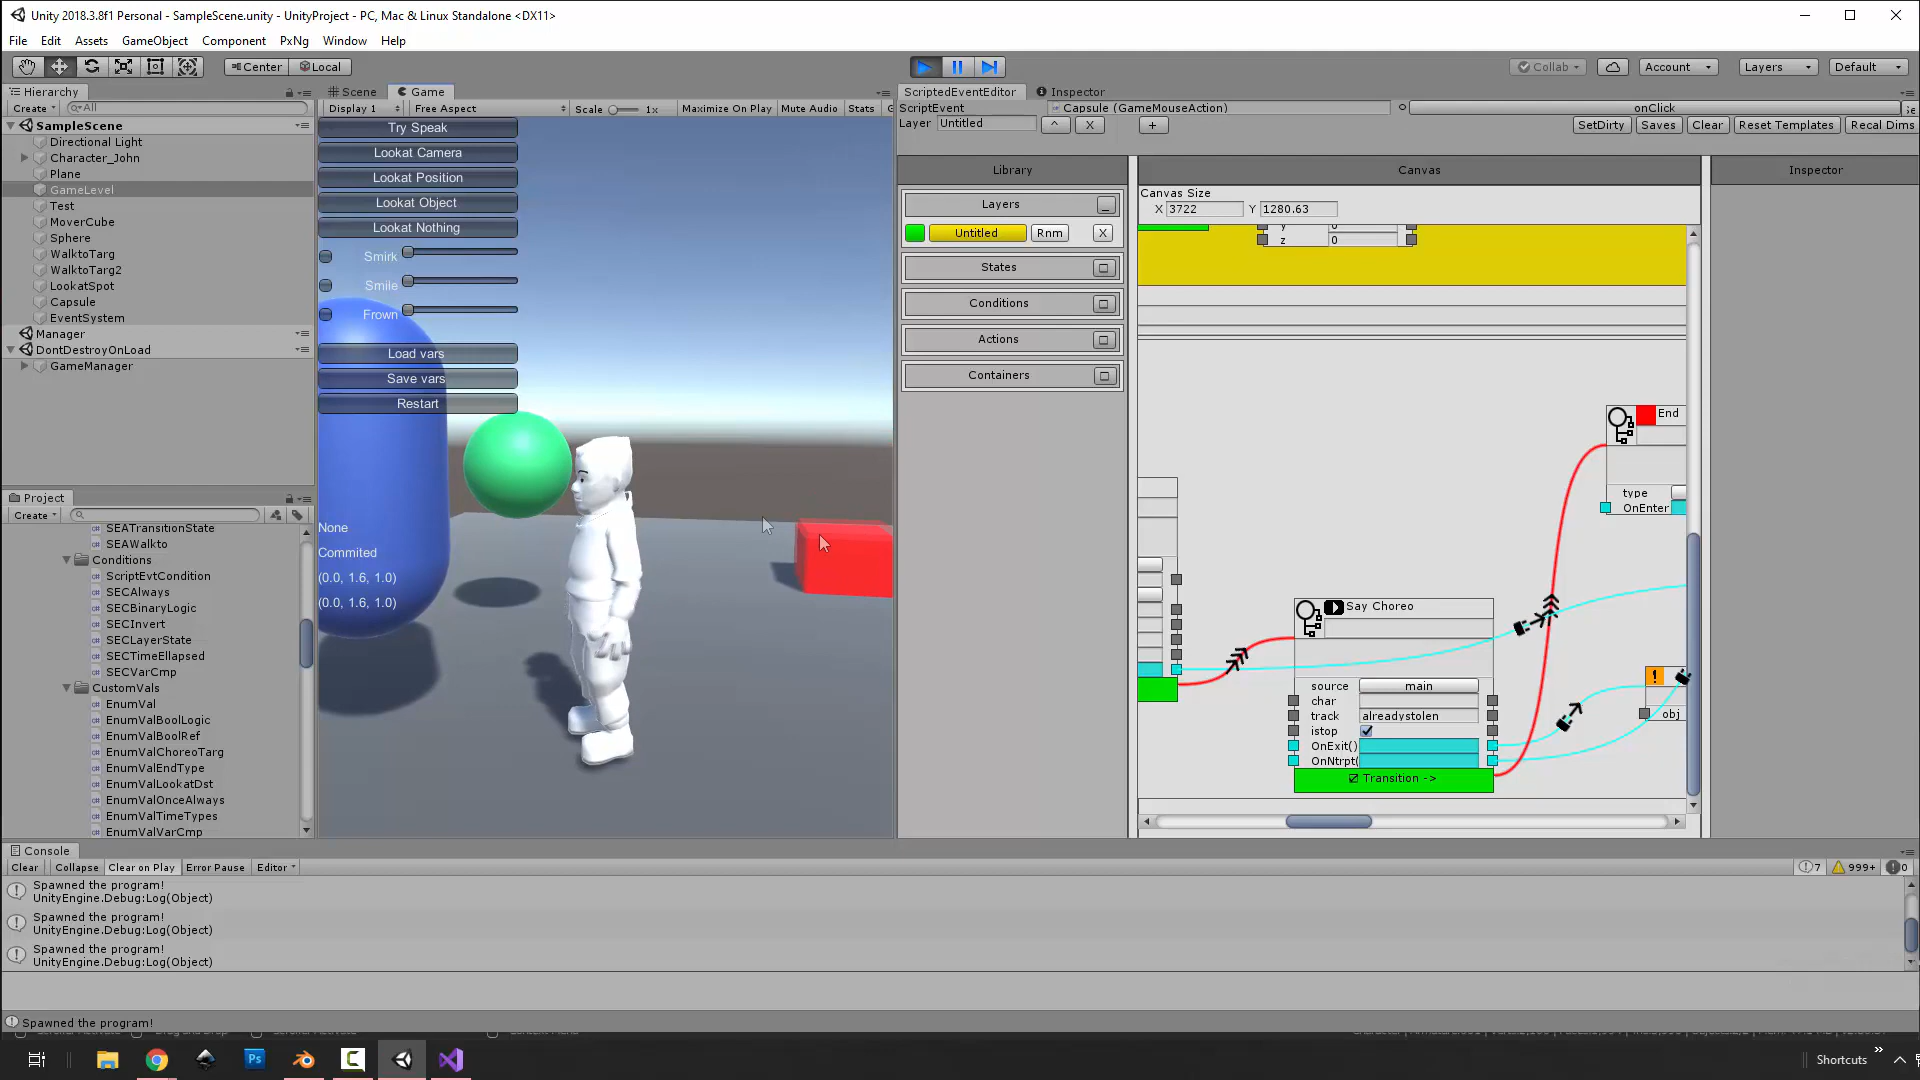 Unity 2018.3.8f1 Personal - SampleScene.unity - UnityProject - PC, Mac & Linux Standalone <DX11>
File Edit Assets GameObject Component PxNg Window Help
Center Local Collab Account Layers Default
Hierarchy Scene Game ScriptedEventEditor Inspector
Create All Display 1 Free Aspect Scale 1x Maximize On Play Mute Audio Stats ScriptEvent Capsule (GameMouseAction) onClick
Layer Untitled ^ X + SetDirty Saves Clear Reset Templates Recal Dims
SampleScene
Directional Light
Character_John
Plane
GameLevel
Test
MoverCube
Sphere
WalktoTarg
WalktoTarg2
LookatSpot
Capsule
EventSystem
Manager
DontDestroyOnLoad
GameManager
Try Speak
Lookat Camera
Lookat Position
Lookat Object
Lookat Nothing
Smirk
Smile
Frown
Load vars
Save vars
Restart
None
Commited
(0.0, 1.6, 1.0)
(0.0, 1.6, 1.0)
Library
Layers _
Untitled Rnm X
States
Conditions
Actions
Containers
Canvas
Canvas Size
X 3722 Y 1280.63
y 0
z 0
End
type
OnEnter
Say Choreo
source main
char
track alreadystolen
istop
OnExit()
OnNtrpt(
Transition ->
! 
obj
Inspector
Project
Create
SEATransitionState
SEAWalkto
Conditions
ScriptEvtCondition
SECAlways
SECBinaryLogic
SECInvert
SECLayerState
SECTimeEllapsed
SECVarCmp
CustomVals
EnumVal
EnumValBoolLogic
EnumValBoolRef
EnumValChoreoTarg
EnumValEndType
EnumValLookatDst
EnumValOnceAlways
EnumValTimeTypes
EnumValVarCmp
Console
Clear Collapse Clear on Play Error Pause Editor 7 999+ 0
Spawned the program!
UnityEngine.Debug:Log(Object)
Spawned the program!
UnityEngine.Debug:Log(Object)
Spawned the program!
UnityEngine.Debug:Log(Object)
Spawned the program!
Ps C Shortcuts »